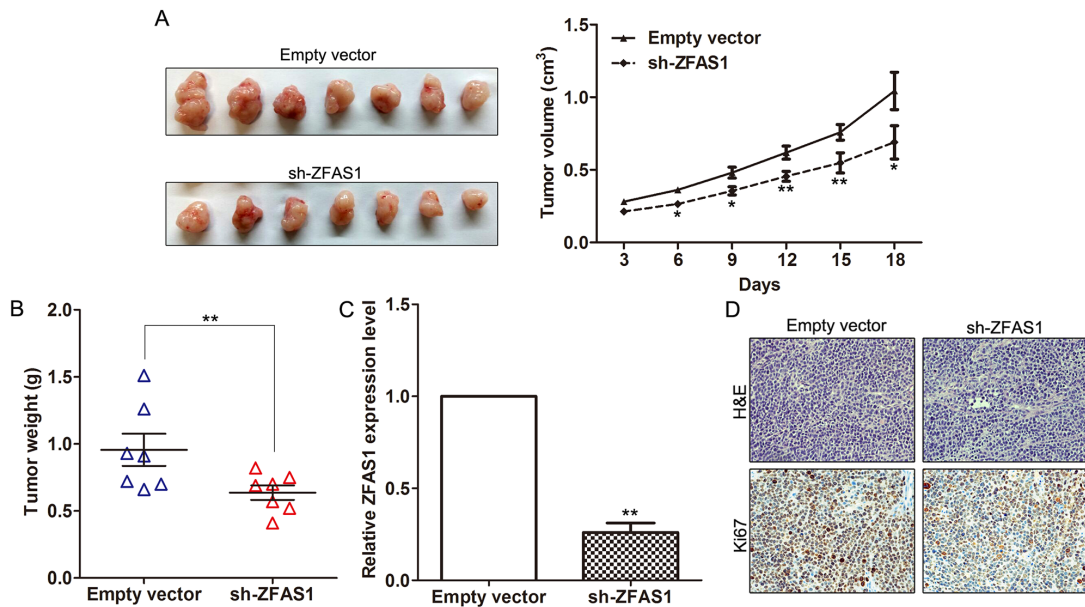 A
Empty vector
sh-ZFAS1
Empty vector
sh-ZFAS1
Tumor volume (cm³)
1.5
1.0
0.5
0.0
*
*
**
**
*
3 6 9 12 15 18
Days
B
Tumor weight (g)
2.0
1.5
1.0
0.5
0.0
**
Empty vector sh-ZFAS1
C
Relative ZFAS1 expression level
1.5
1.0
0.5
0.0
**
Empty vector sh-ZFAS1
D
Empty vector sh-ZFAS1
H&E
Ki67